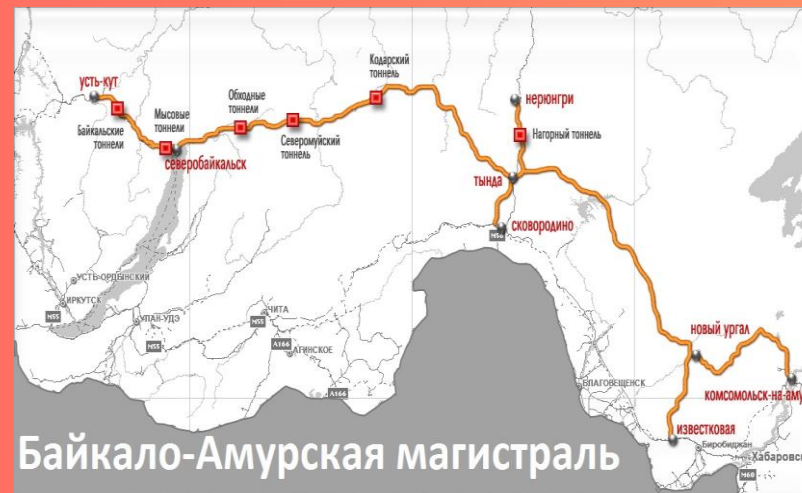 усть-кут
Байкальские
тоннели
Мысовые
тоннели
северобайкальск
Обходные
тоннели
Северомуйский
тоннель
Кодарский
тоннель
нерюнгри
Нагорный тоннель
тында
сковородино
М56
УСТЬ-ОРДЫНСКИЙ
ИРКУТСК
М55
УЛАН-УДЭ
М55
ЧИТА
М55
А166
АГИНСКОЕ
А166
новый ургал
БЛАГОВЕЩЕНСК
комсомольск-на-аму
известковая
Биробиджан
Хабаровс
М60
Байкало-Амурская магистраль